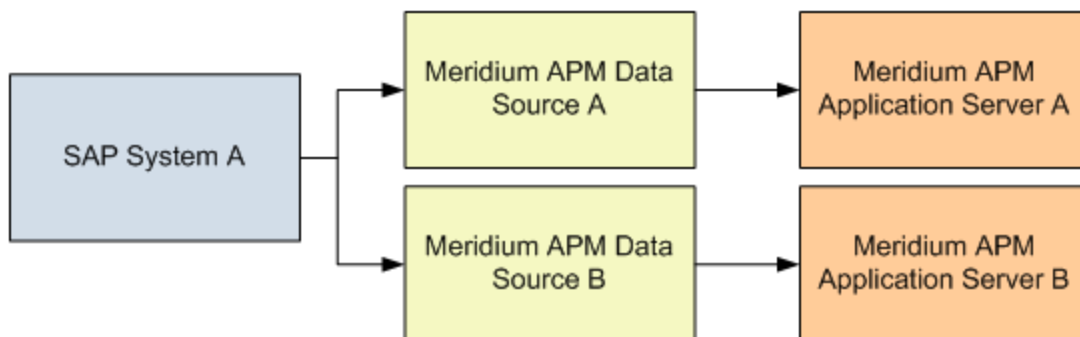 SAP System A
Meridium APM Data
Source A
Meridium APM
Application Server A
Meridium APM Data
Source B
Meridium APM
Application Server B